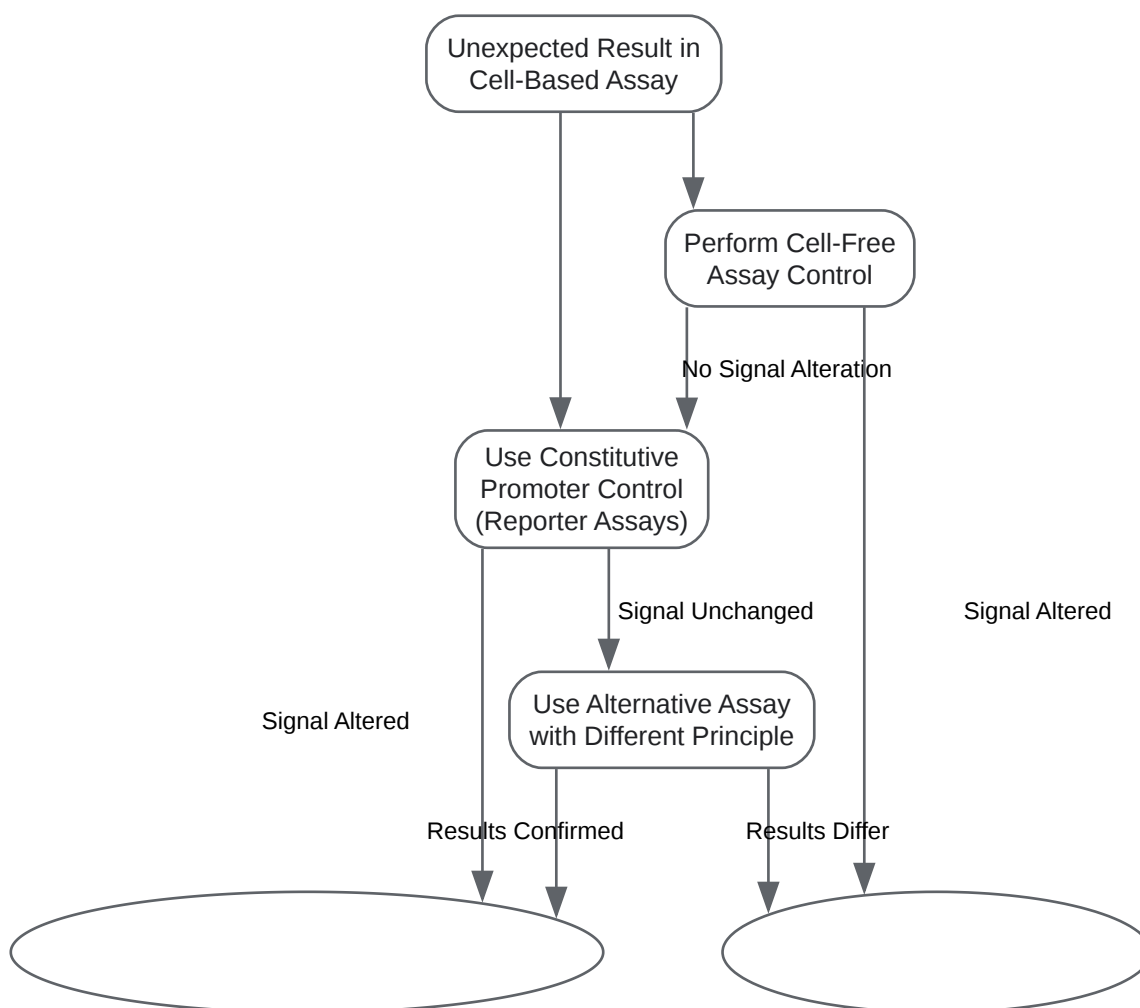 Unexpected Result in
Cell-Based Assay
Perform Cell-Free
Assay Control
No Signal Alteration
Use Constitutive
Promoter Control
(Reporter Assays)
Signal Unchanged
Signal Altered
Use Alternative Assay
with Different Principle
Signal Altered
Results Confirmed
Results Differ